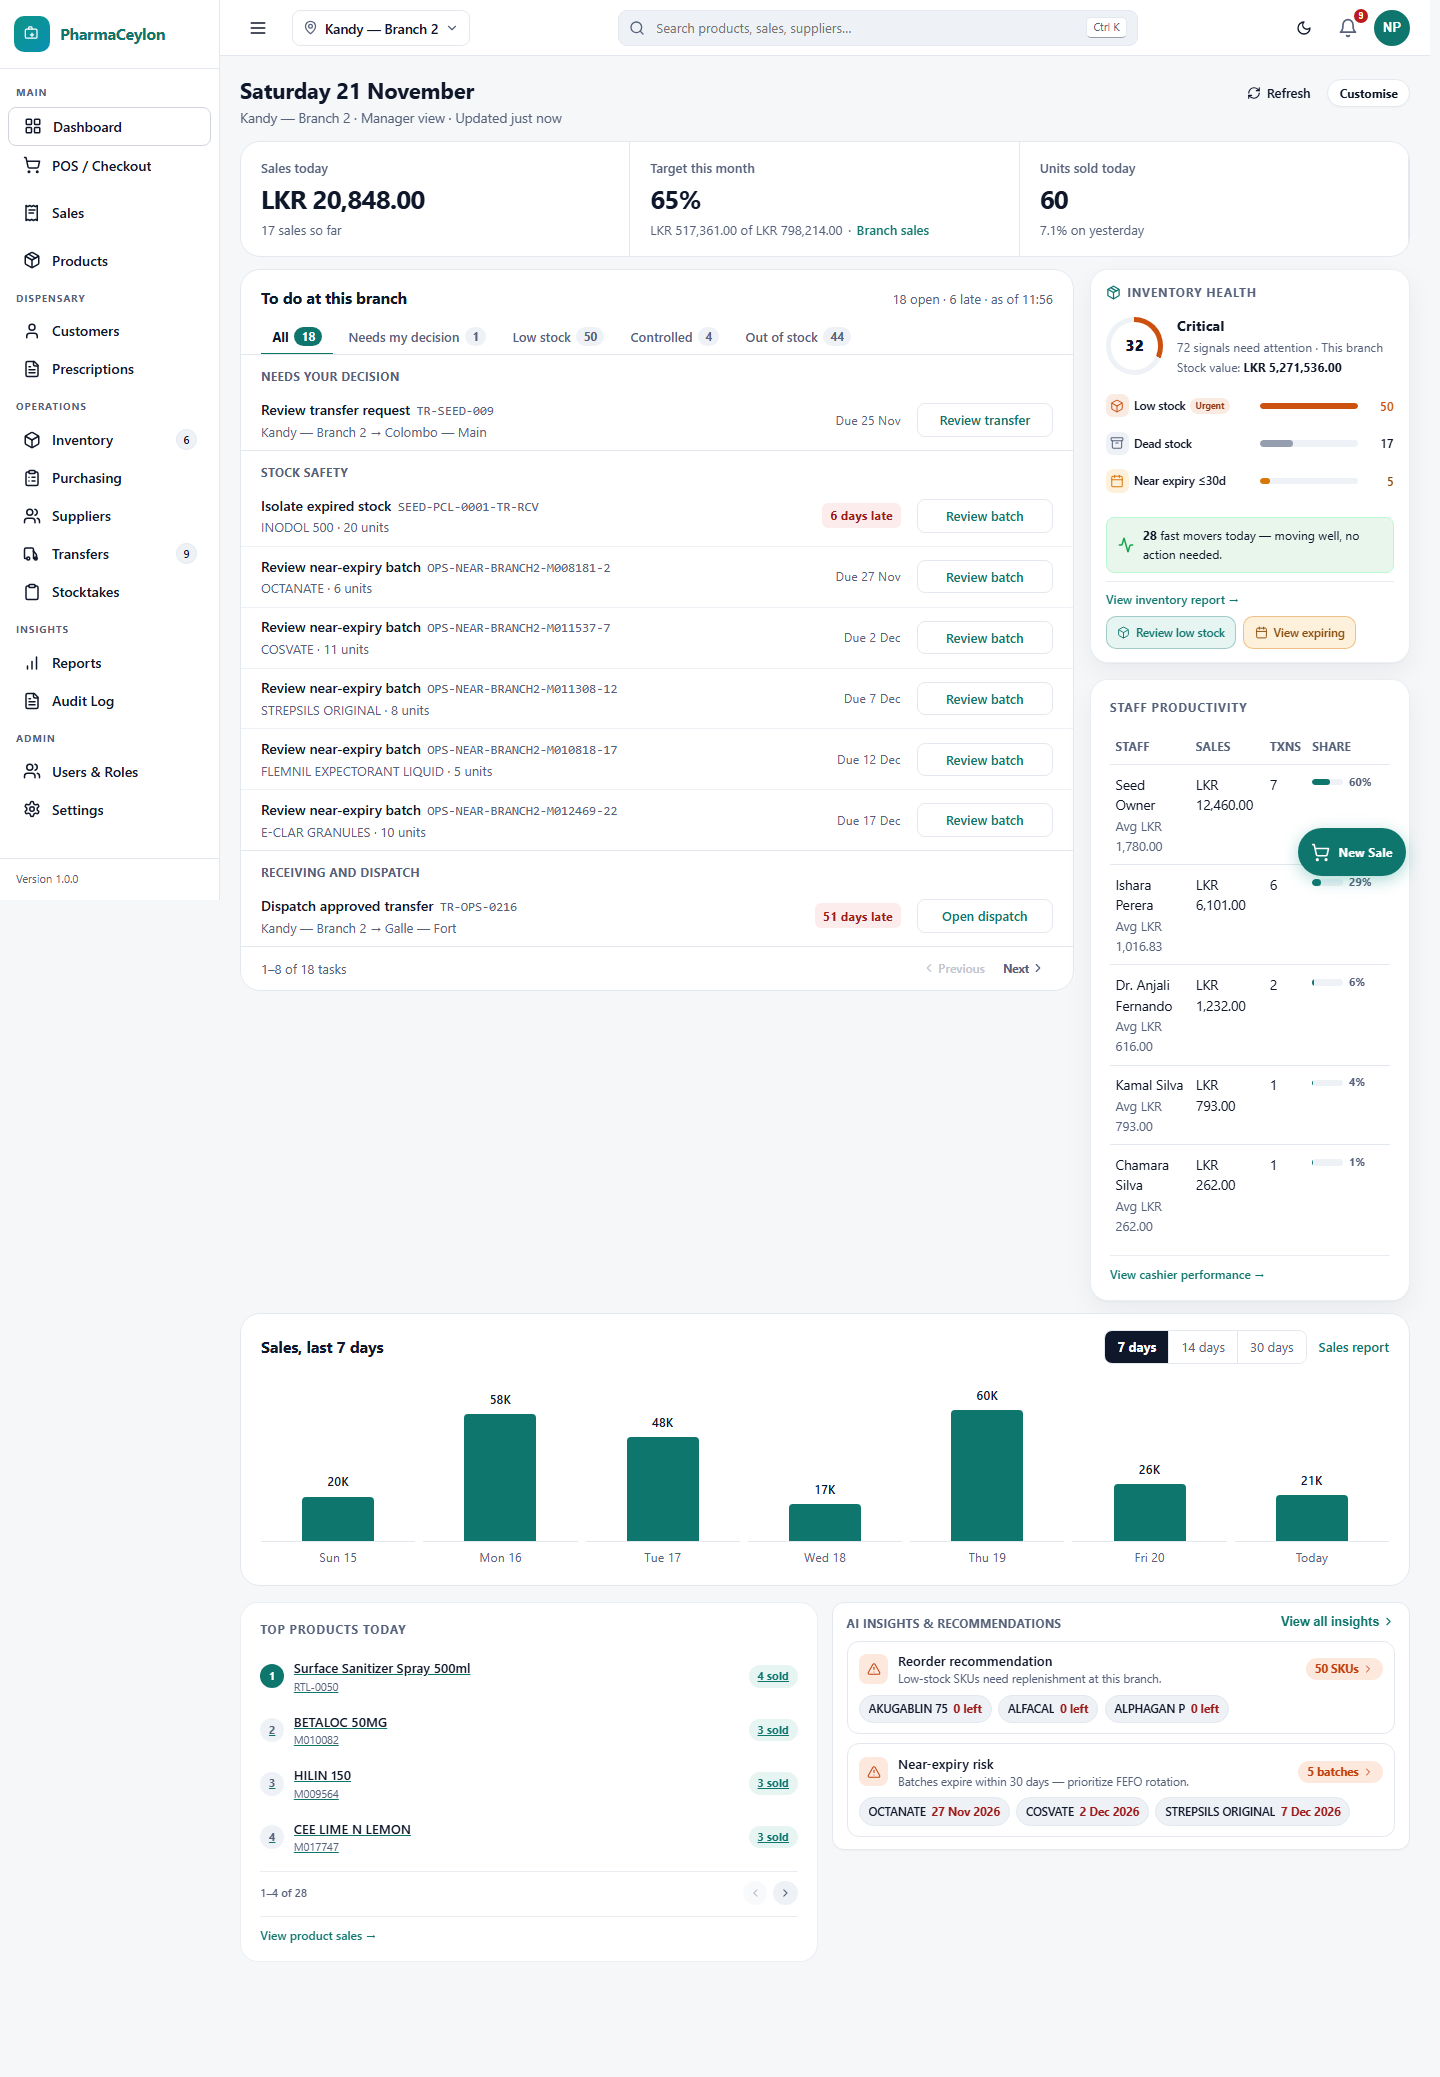 PharmaCeylon
Kandy — Branch 2
Search products, sales, suppliers...
Ctrl K
9
NP
MAIN
Dashboard
POS / Checkout
Sales
Products
DISPENSARY
Customers
Prescriptions
OPERATIONS
Inventory 6
Purchasing
Suppliers
Transfers 9
Stocktakes
INSIGHTS
Reports
Audit Log
ADMIN
Users & Roles
Settings
Version 1.0.0
Saturday 21 November
Kandy — Branch 2 · Manager view · Updated just now
Refresh
Customise
Sales today
LKR 20,848.00
17 sales so far
Target this month
65%
LKR 517,361.00 of LKR 798,214.00 · Branch sales
Units sold today
60
7.1% on yesterday
To do at this branch
18 open · 6 late · as of 11:56
All 18
Needs my decision 1
Low stock 50
Controlled 4
Out of stock 44
NEEDS YOUR DECISION
Review transfer request TR-SEED-009
Kandy — Branch 2 → Colombo — Main
Due 25 Nov
Review transfer
STOCK SAFETY
Isolate expired stock SEED-PCL-0001-TR-RCV
INODOL 500 · 20 units
6 days late
Review batch
Review near-expiry batch OPS-NEAR-BRANCH2-M008181-2
OCTANATE · 6 units
Due 27 Nov
Review batch
Review near-expiry batch OPS-NEAR-BRANCH2-M011537-7
COSVATE · 11 units
Due 2 Dec
Review batch
Review near-expiry batch OPS-NEAR-BRANCH2-M011308-12
STREPSILS ORIGINAL · 8 units
Due 7 Dec
Review batch
Review near-expiry batch OPS-NEAR-BRANCH2-M010818-17
FLEMNIL EXPECTORANT LIQUID · 5 units
Due 12 Dec
Review batch
Review near-expiry batch OPS-NEAR-BRANCH2-M012469-22
E-CLAR GRANULES · 10 units
Due 17 Dec
Review batch
RECEIVING AND DISPATCH
Dispatch approved transfer TR-OPS-0216
Kandy — Branch 2 → Galle — Fort
51 days late
Open dispatch
1–8 of 18 tasks
Previous
Next
INVENTORY HEALTH
32
Critical
72 signals need attention · This branch
Stock value: LKR 5,271,536.00
Low stock Urgent 50
Dead stock 17
Near expiry ≤30d 5
28 fast movers today — moving well, no
action needed.
View inventory report →
Review low stock
View expiring
STAFF PRODUCTIVITY
STAFF SALES TXNS SHARE
Seed
Owner
Avg LKR
1,780.00
LKR
12,460.00
7
60%
New Sale
Ishara
Perera
Avg LKR
1,016.83
LKR
6,101.00
6
29%
Dr. Anjali
Fernando
Avg LKR
616.00
LKR
1,232.00
2
6%
Kamal Silva
Avg LKR
793.00
LKR
793.00
1
4%
Chamara
Silva
Avg LKR
262.00
LKR
262.00
1
1%
View cashier performance →
Sales, last 7 days
7 days
14 days
30 days
Sales report
20K
58K
48K
17K
60K
26K
21K
Sun 15
Mon 16
Tue 17
Wed 18
Thu 19
Fri 20
Today
TOP PRODUCTS TODAY
1
Surface Sanitizer Spray 500ml
RTL-0050
4 sold
2
BETALOC 50MG
M010082
3 sold
3
HILIN 150
M009564
3 sold
4
CEE LIME N LEMON
M017747
3 sold
1–4 of 28
View product sales →
AI INSIGHTS & RECOMMENDATIONS
View all insights
Reorder recommendation
Low-stock SKUs need replenishment at this branch.
50 SKUs
AKUGABLIN 75 0 left
ALFACAL 0 left
ALPHAGAN P 0 left
Near-expiry risk
Batches expire within 30 days — prioritize FEFO rotation.
5 batches
OCTANATE 27 Nov 2026
COSVATE 2 Dec 2026
STREPSILS ORIGINAL 7 Dec 2026